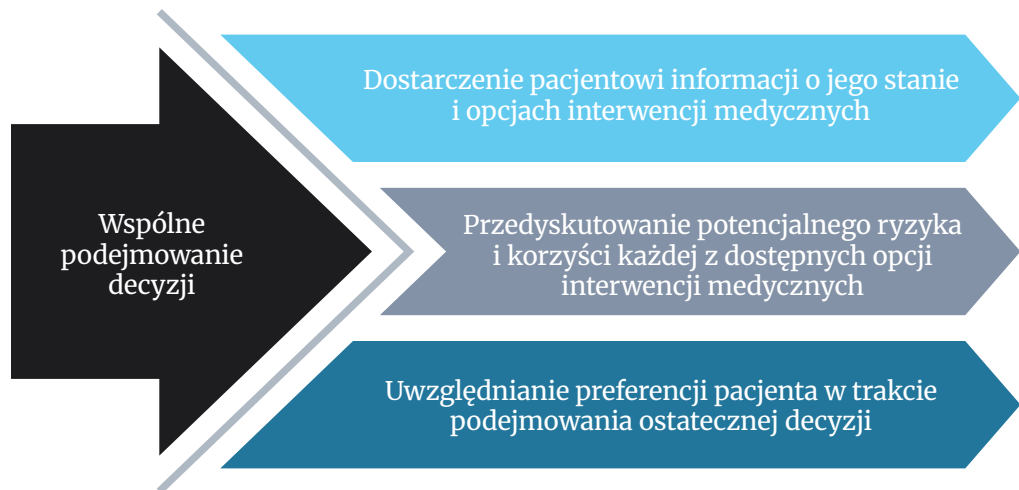 Wspólne
podejmowanie
decyzji
Dostarczenie pacjentowi informacji o jego stanie
i opcjach interwencji medycznych
Przedyskutowanie potencjalnego ryzyka
i korzyści każdej z dostępnych opcji
interwencji medycznych
Uwzględnianie preferencji pacjenta w trakcie
podejmowania ostatecznej decyzji